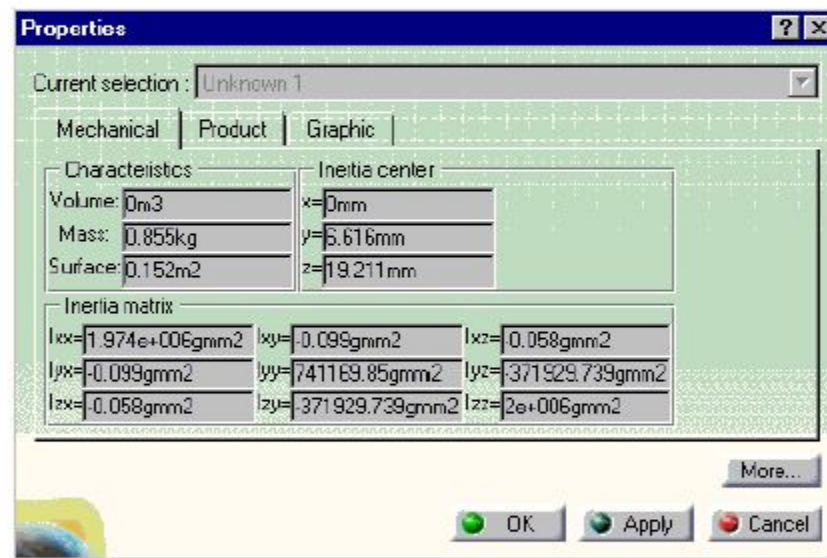 Properties
Current selection : Unknown 1
Mechanical Product Graphic
Characteristics Inertia center
Volume: 0m3 x=0mm
Mass: 0.855kg y=6.616mm
Surface: 0.152m2 z=19.211mm
Inertia matrix
Ixx=1.974e+006gmm2 Ixy=-0.099gmm2 Ixz=-0.058gmm2
Iyx=-0.099gmm2 Iyy=741169.85gmm2 Iyz=-371929.739gmm2
Izx=-0.058gmm2 Izy=-371929.739gmm2 Izz=2e+006gmm2
More...
OK Apply Cancel